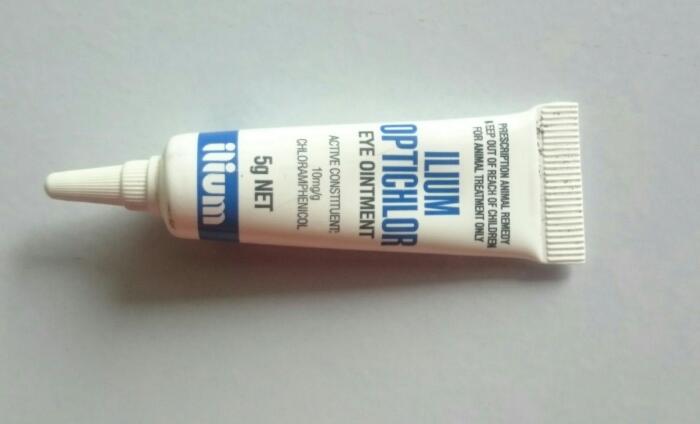 PRESCRIPTION ANIMAL REMEDY
KEEP OUT OF REACH OF CHILDREN
FOR ANIMAL TREATMENT ONLY
ILIUM
OPTICHLOR
EYE OINTMENT
ACTIVE CONSTITUENT:
10mg/g
CHLORAMPHENICOL
5g NET
ilium